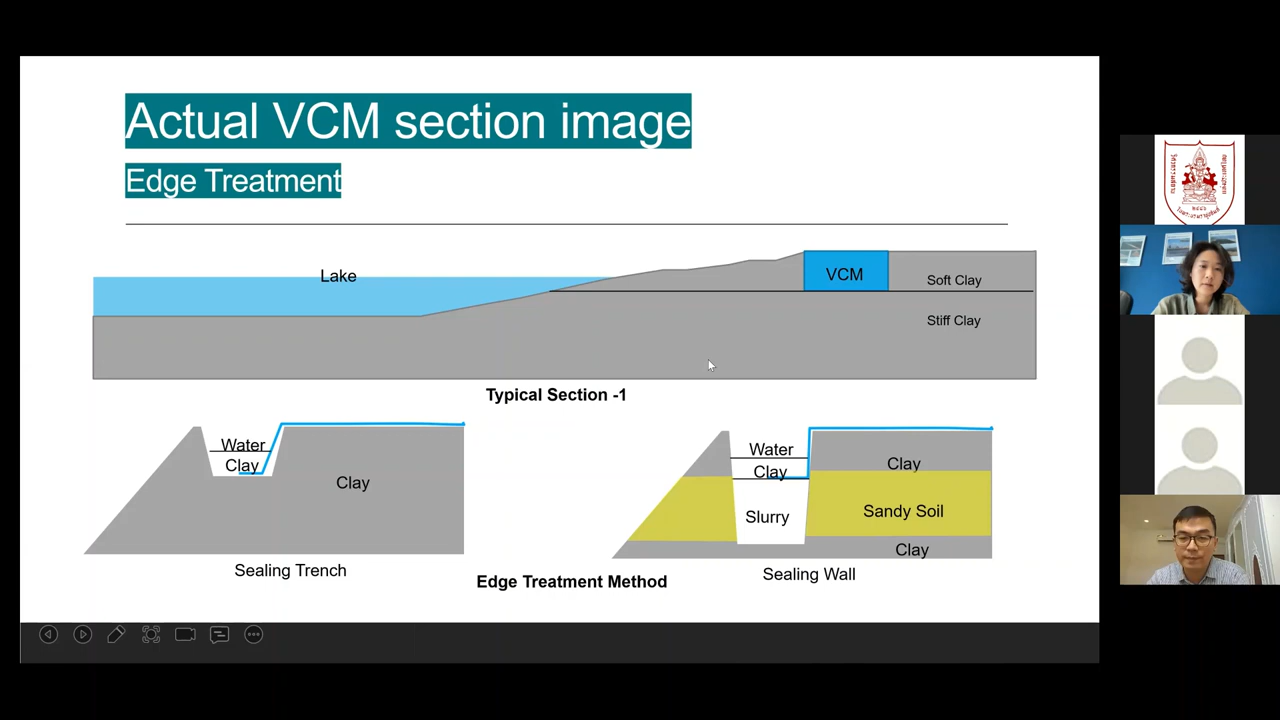 Actual VCM section image
Edge Treatment
Lake
VCM
Soft Clay
Stiff Clay
Typical Section -1
Water
Clay
Clay
Sealing Trench
Edge Treatment Method
Water
Clay
Slurry
Clay
Sandy Soil
Clay
Sealing Wall